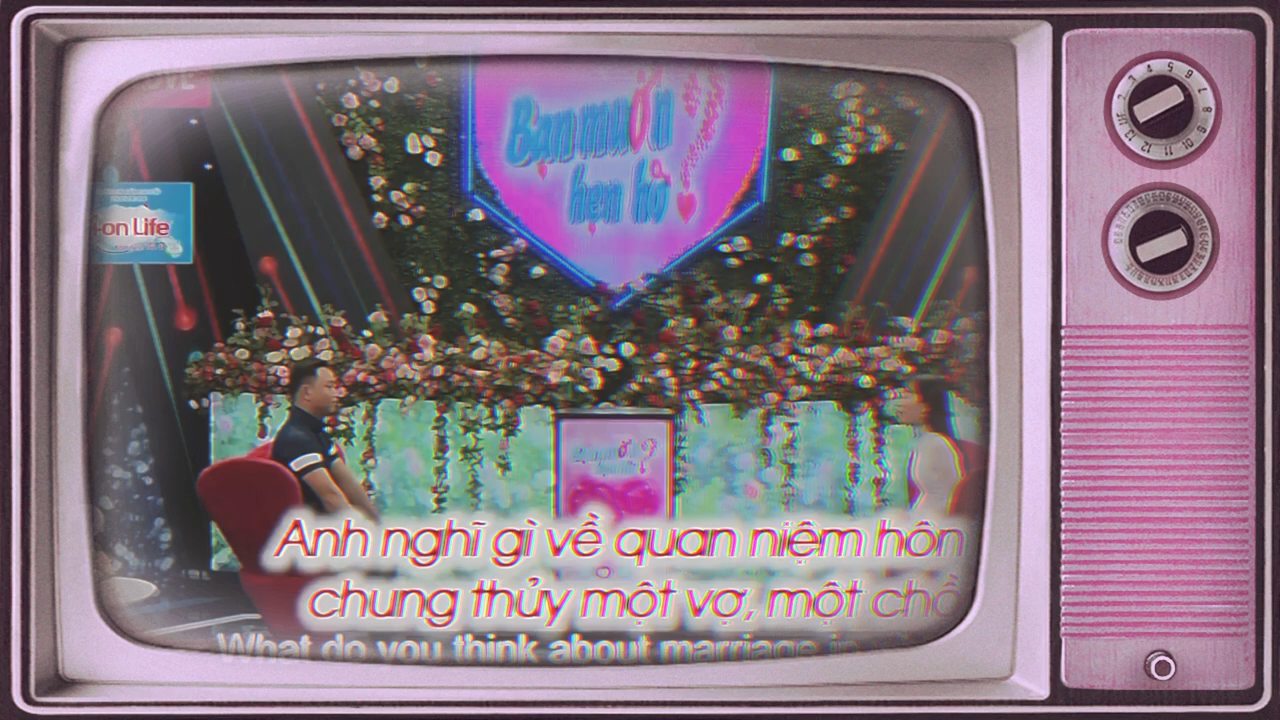 -on Life
Bạn muốn
hẹn hò
Anh nghĩ gì về quan niệm hôn
chung thủy một vợ, một chồ
What do you think about marriage in